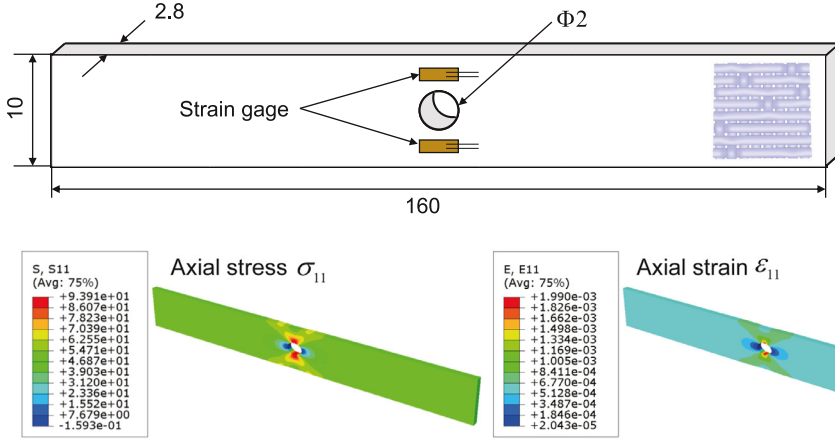 2.8
Φ2
10
Strain gage
160
S, S11
(Avg: 75%)
+9.391e+01
+8.607e+01
+7.823e+01
+7.039e+01
+6.255e+01
+5.471e+01
+4.687e+01
+3.903e+01
+3.120e+01
+2.336e+01
+1.552e+01
+7.679e+00
-1.593e-01
Axial stress σ₁₁
E, E11
(Avg: 75%)
+1.990e-03
+1.826e-03
+1.662e-03
+1.498e-03
+1.334e-03
+1.169e-03
+1.005e-03
+8.411e-04
+6.770e-04
+5.128e-04
+3.487e-04
+1.846e-04
+2.043e-05
Axial strain ε₁₁